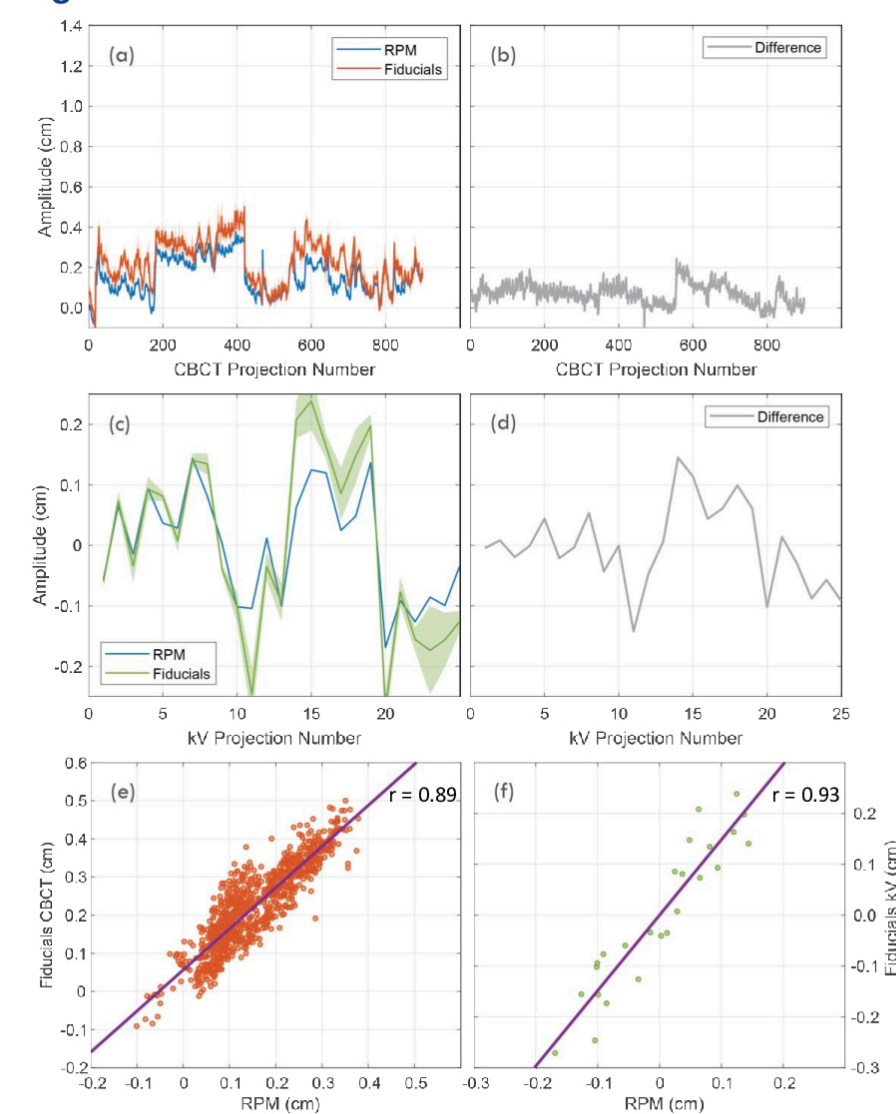 1.4
1.2
1.0
0.8
0.6
0.4
0.2
0.0
Amplitude (cm)
(a)
RPM
Fiducials
0 200 400 600 800
CBCT Projection Number
(b)
Difference
0 200 400 600 800
CBCT Projection Number
0.2
0.1
0
-0.1
-0.2
Amplitude (cm)
(c)
RPM
Fiducials
0 5 10 15 20
kV Projection Number
(d)
Difference
0 5 10 15 20 25
kV Projection Number
0.6
0.5
0.4
0.3
0.2
0.1
0
-0.1
-0.2
Fiducials CBCT (cm)
(e)
r = 0.89
-0.2 -0.1 0 0.1 0.2 0.3 0.4 0.5
RPM (cm)
(f)
r = 0.93
0.2
0.1
0.0
-0.1
-0.2
-0.3
Fiducials kV (cm)
-0.3 -0.2 -0.1 0 0.1 0.2
RPM (cm)